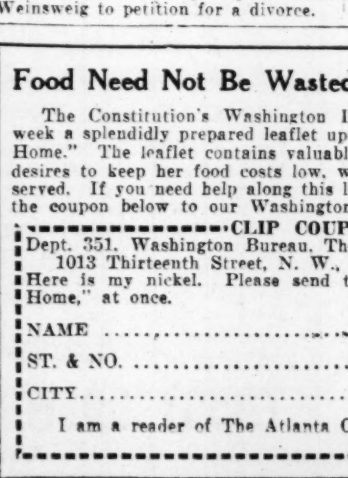 Weinsweig to petition for a divorce.
Food Need Not Be Wasted
The Constitution's Washington
week a splendidly prepared leaflet up
Home." The leaflet contains valuabl
desires to keep her food costs low, w
served. If you need help along this l
the coupon below to our Washington
CLIP COUP
Dept. 351, Washington Bureau, Th
1013 Thirteenth Street, N. W.,
Here is my nickel. Please send t
Home," at once.
NAME
ST. & NO.
CITY
I am a reader of The Atlanta C